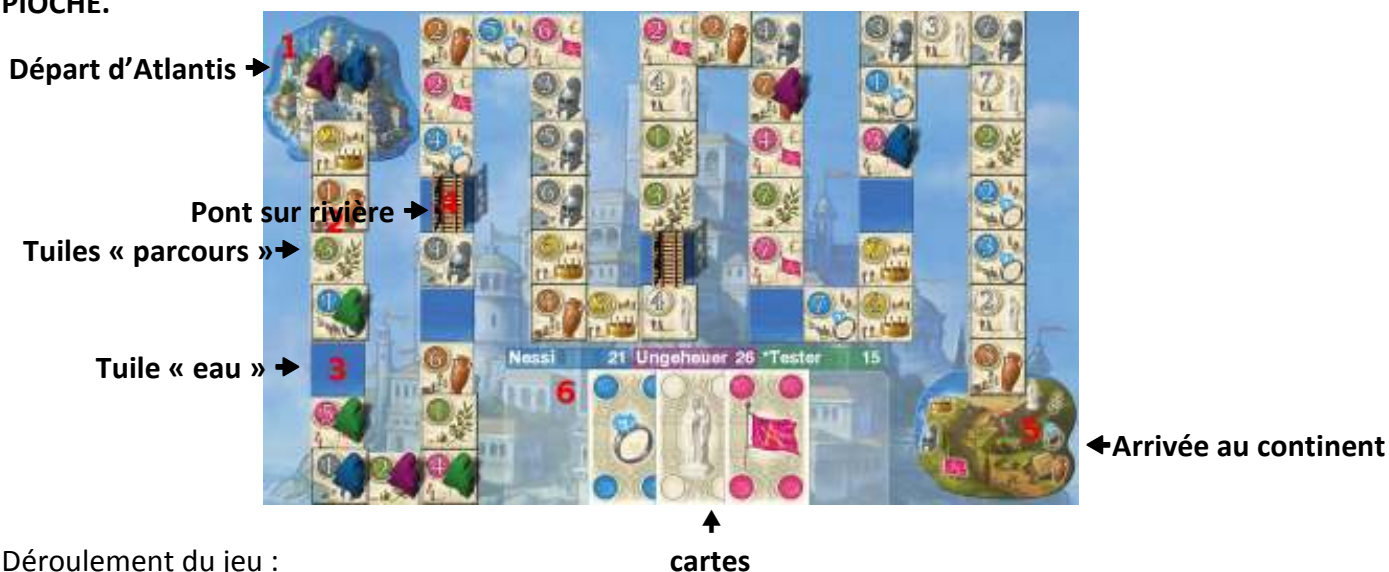 PIOCHE.
1
Départ d’Atlantis
Pont sur rivière
4
2
Tuiles « parcours »
Tuile « eau »
3
Nessi 21 Ungeheuer 26 *Tester 15
6
5
Arrivée au continent
cartes
Déroulement du jeu :